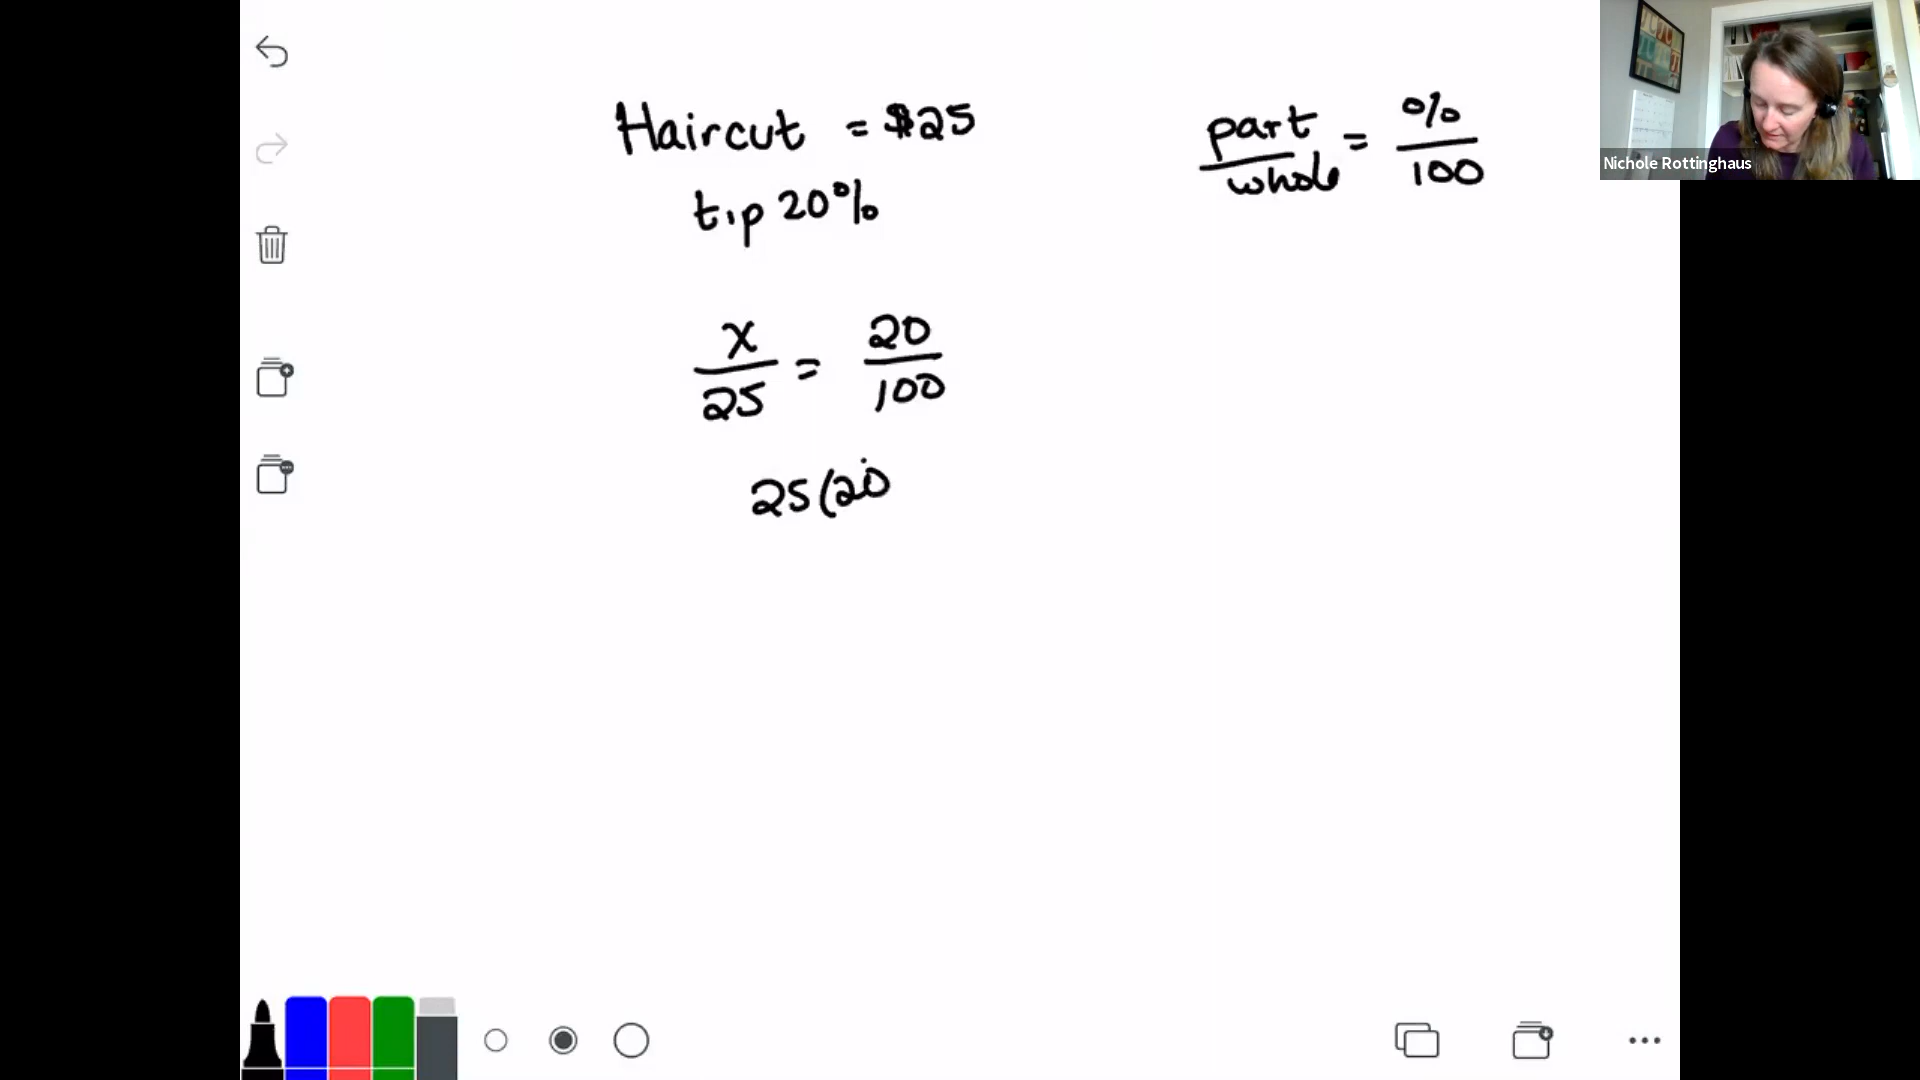 Haircut = $25
tip 20%
part/whole = %/100
x/25 = 20/100
25(20
Nichole Rottinghaus